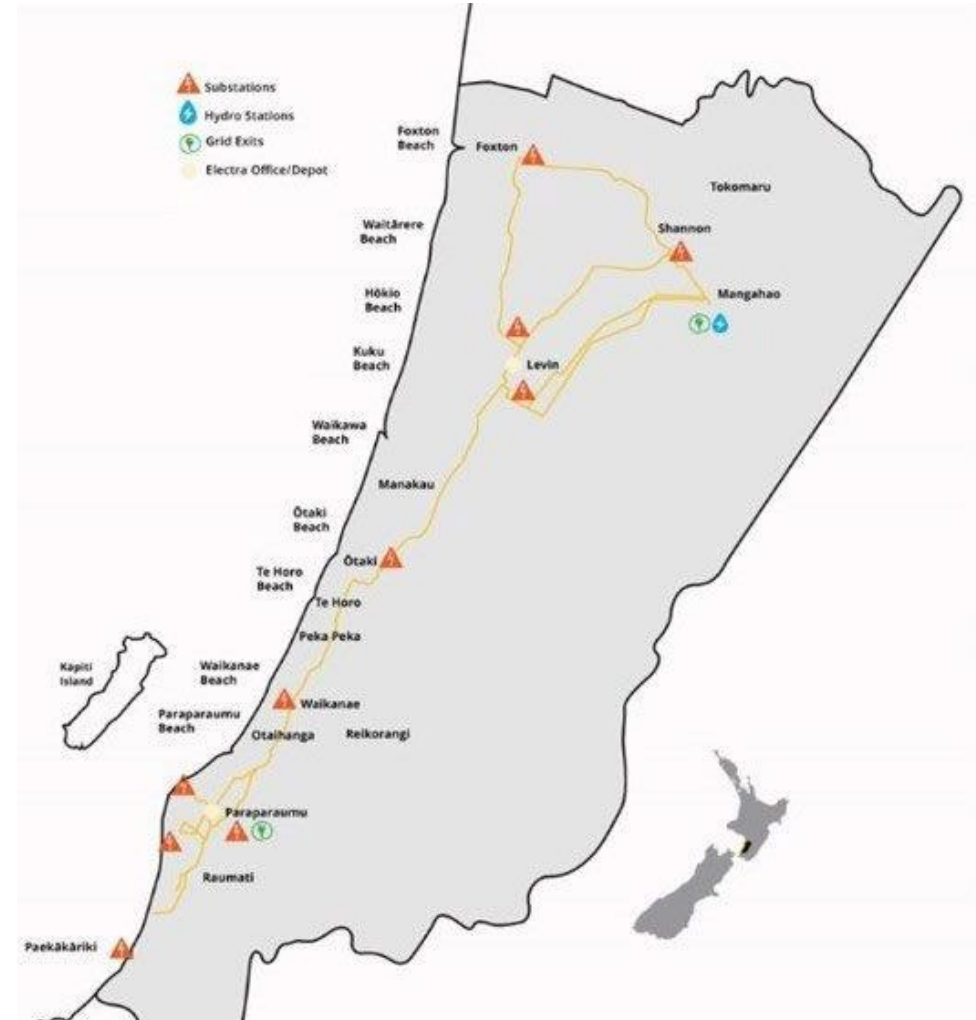 Substations
Hydro Stations
Grid Exits
Electra Office/Depot
Foxton
Beach
Foxton
Tokomaru
Waitārere
Beach
Shannon
Hōkio
Beach
Mangahao
Kuku
Beach
Levin
Waikawa
Beach
Manakau
Ōtaki
Beach
Ōtaki
Te Horo
Beach
Te Horo
Peka Peka
Kapiti
Island
Waikanae
Beach
Waikanae
Paraparaumu
Beach
Otaihanga
Reikorangi
Paraparaumu
Raumati
Paekākāriki